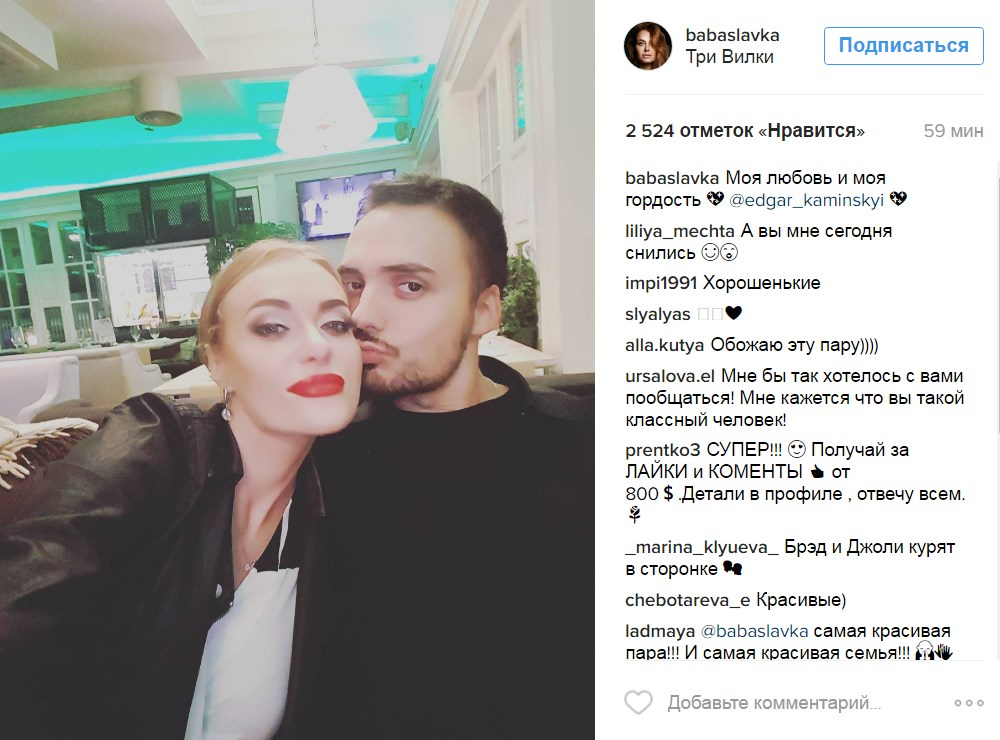 babaslavka
Три Вилки
Подписаться
2 524 отметок «Нравится»
59 мин
babaslavka Моя любовь и моя
гордость 💖 @edgar_kaminskyi 💖
liliya_mechta А вы мне сегодня
снились
impi1991 Хорошенькие
slyalyas □□🖤
alla.kutya Обожаю эту пару))))
ursalova.el Мне бы так хотелось с вами
пообщаться! Мне кажется что вы такой
классный человек!
prentko3 СУПЕР!!! Получай за
ЛАЙКИ и КОМЕНТЫ от
800 $ .Детали в профиле , отвечу всем.
_marina_klyueva_ Брэд и Джоли курят
в сторонке
chebotareva_e Красивые)
ladmaya @babaslavka самая красивая
пара!!! И самая красивая семья!!!
Добавьте комментарий...